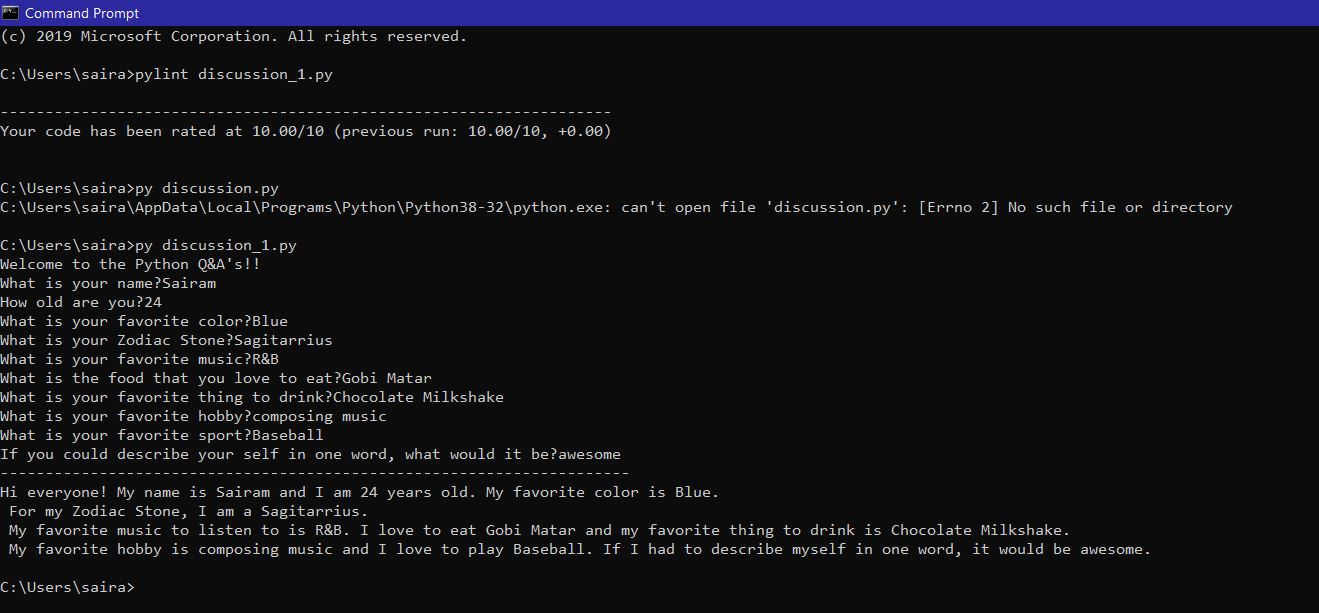 Command Prompt
(c) 2019 Microsoft Corporation. All rights reserved.
C:\Users\saira>pylint discussion_1.py
--------------------------------------------------------------------
Your code has been rated at 10.00/10 (previous run: 10.00/10, +0.00)
C:\Users\saira>py discussion.py
C:\Users\saira\AppData\Local\Programs\Python\Python38-32\python.exe: can't open file 'discussion.py': [Errno 2] No such file or directory
C:\Users\saira>py discussion_1.py
Welcome to the Python Q&A's!!
What is your name?Sairam
How old are you?24
What is your favorite color?Blue
What is your Zodiac Stone?Sagitarrius
What is your favorite music?R&B
What is the food that you love to eat?Gobi Matar
What is your favorite thing to drink?Chocolate Milkshake
What is your favorite hobby?composing music
What is your favorite sport?Baseball
If you could describe your self in one word, what would it be?awesome
----------------------------------------------------------------------
Hi everyone! My name is Sairam and I am 24 years old. My favorite color is Blue.
For my Zodiac Stone, I am a Sagitarrius.
My favorite music to listen to is R&B. I love to eat Gobi Matar and my favorite thing to drink is Chocolate Milkshake.
My favorite hobby is composing music and I love to play Baseball. If I had to describe myself in one word, it would be awesome.
C:\Users\saira>